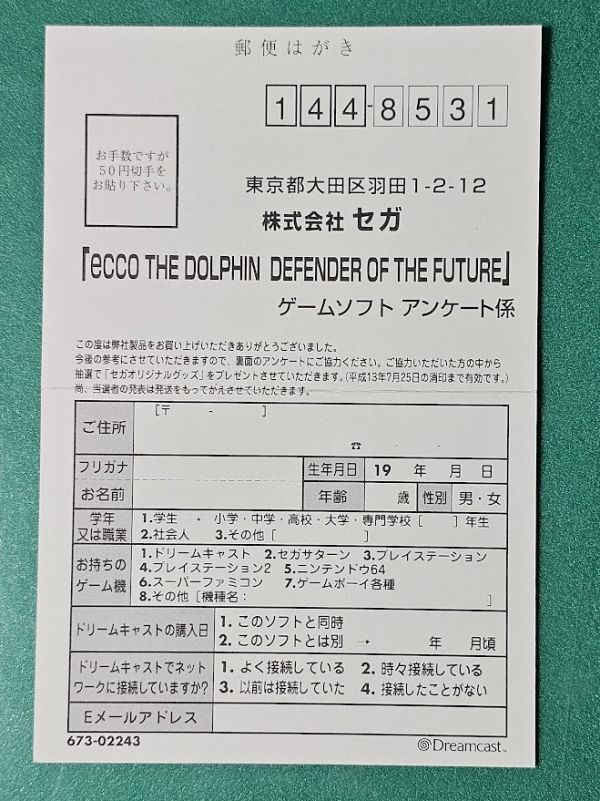 郵便はがき
144-8531
お手数ですが
50円切手を
お貼り下さい。
東京都大田区羽田1-2-12
株式会社 セガ
『ecco THE DOLPHIN DEFENDER OF THE FUTURE』
ゲームソフト アンケート係
この度は弊社製品をお買い上げいただきありがとうございました。
今後の参考にさせていただきますので、裏面のアンケートにご協力ください。ご協力いただいた方の中から
抽選で「セガオリジナルグッズ」をプレゼントさせていただきます。(平成13年7月25日の消印まで有効です。)
尚、当選者の発表は発送をもってかえさせていただきます。
ご住所 [〒 - ]
☎ ・ ・
フリガナ 生年月日 19 年 月 日
お名前 年齢 歳 性別 男・女
学年 1.学生 → 小学・中学・高校・大学・専門学校 [ ] 年生
又は職業 2.社会人 3.その他 [ ]
お持ちの 1.ドリームキャスト 2.セガサターン 3.プレイステーション
ゲーム機 4.プレイステーション2 5.ニンテンドウ64
6.スーパーファミコン 7.ゲームボーイ各種
8.その他 [機種名: ]
ドリームキャストの購入日 1. このソフトと同時
2. このソフトとは別 → 年 月頃
ドリームキャストでネット 1. よく接続している 2. 時々接続している
ワークに接続していますか? 3. 以前は接続していた 4. 接続したことがない
Eメールアドレス
673-02243
Dreamcast™